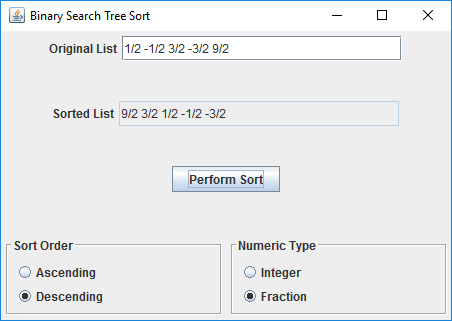 Binary Search Tree Sort
Original List 1/2 -1/2 3/2 -3/2 9/2
Sorted List 9/2 3/2 1/2 -1/2 -3/2
Perform Sort
Sort Order Numeric Type
Ascending Integer
Descending Fraction